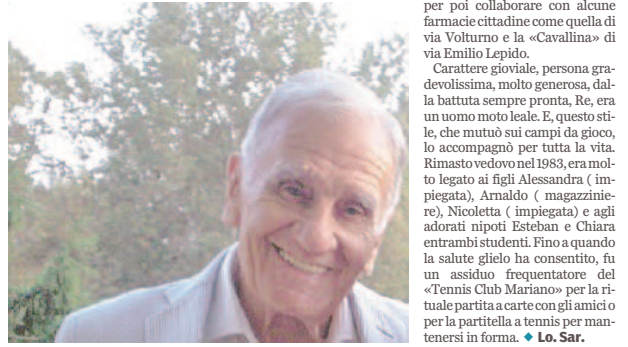 per poi collaborare con alcune
farmacie cittadine come quella di
via Volturno e la «Cavallina» di
via Emilio Lepido.
Carattere gioviale, persona gra-
devolissima, molto generosa, dal-
la battuta sempre pronta, Re, era
un uomo moto leale. E, questo sti-
le, che mutuò sui campi da gioco,
lo accompagnò per tutta la vita.
Rimasto vedovo nel 1983, era mol-
to legato ai figli Alessandra ( im-
piegata), Arnaldo ( magazzinie-
re), Nicoletta ( impiegata) e agli
adorati nipoti Esteban e Chiara
entrambi studenti. Fino a quando
la salute glielo ha consentito, fu
un assiduo frequentatore del
«Tennis Club Mariano» per la ri-
tuale partita a carte con gli amici o
per la partitella a tennis per man-
tenersi in forma. ◆ Lo. Sar.